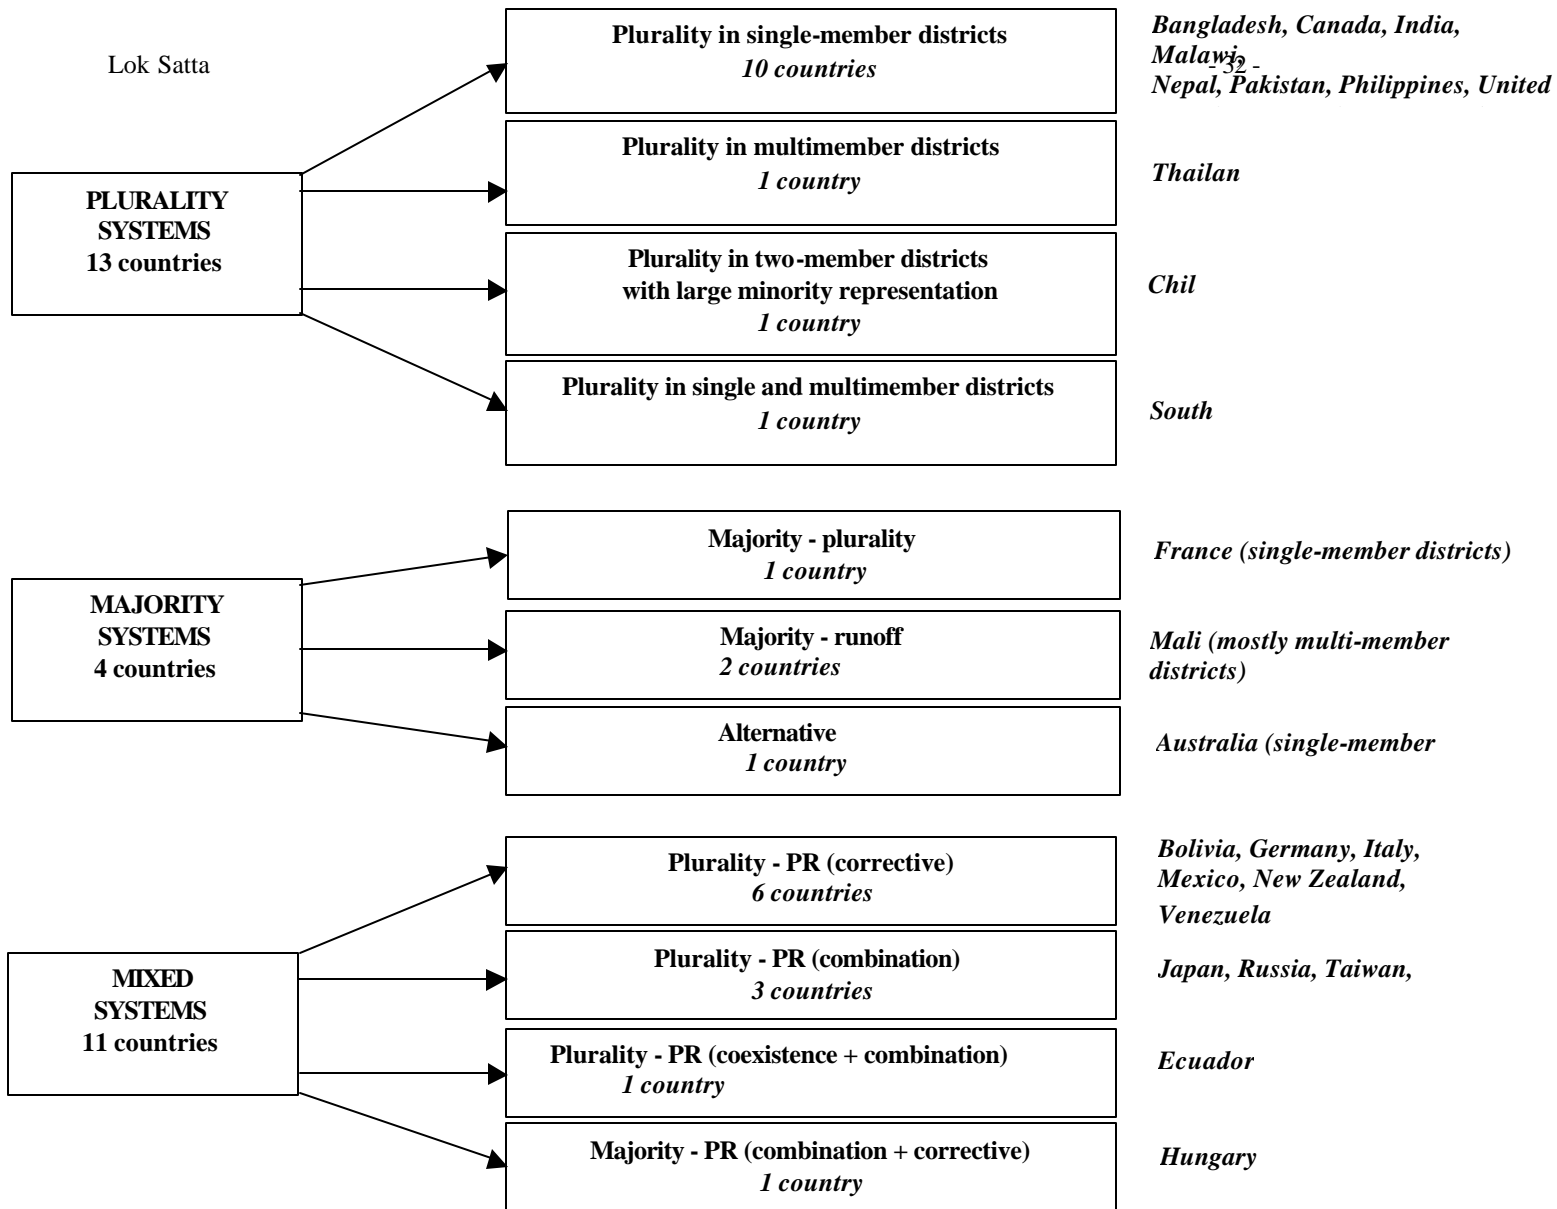 Lok Satta
- 32 -
PLURALITY
SYSTEMS
13 countries
Plurality in single-member districts
10 countries
Bangladesh, Canada, India,
Malawi,
Nepal, Pakistan, Philippines, United
Plurality in multimember districts
1 country
Thailan
Plurality in two-member districts
with large minority representation
1 country
Chil
Plurality in single and multimember districts
1 country
South
MAJORITY
SYSTEMS
4 countries
Majority - plurality
1 country
France (single-member districts)
Majority - runoff
2 countries
Mali (mostly multi-member
districts)
Alternative
1 country
Australia (single-member
MIXED
SYSTEMS
11 countries
Plurality - PR (corrective)
6 countries
Bolivia, Germany, Italy,
Mexico, New Zealand,
Venezuela
Plurality - PR (combination)
3 countries
Japan, Russia, Taiwan,
Plurality - PR (coexistence + combination)
1 country
Ecuador
Majority - PR (combination + corrective)
1 country
Hungary